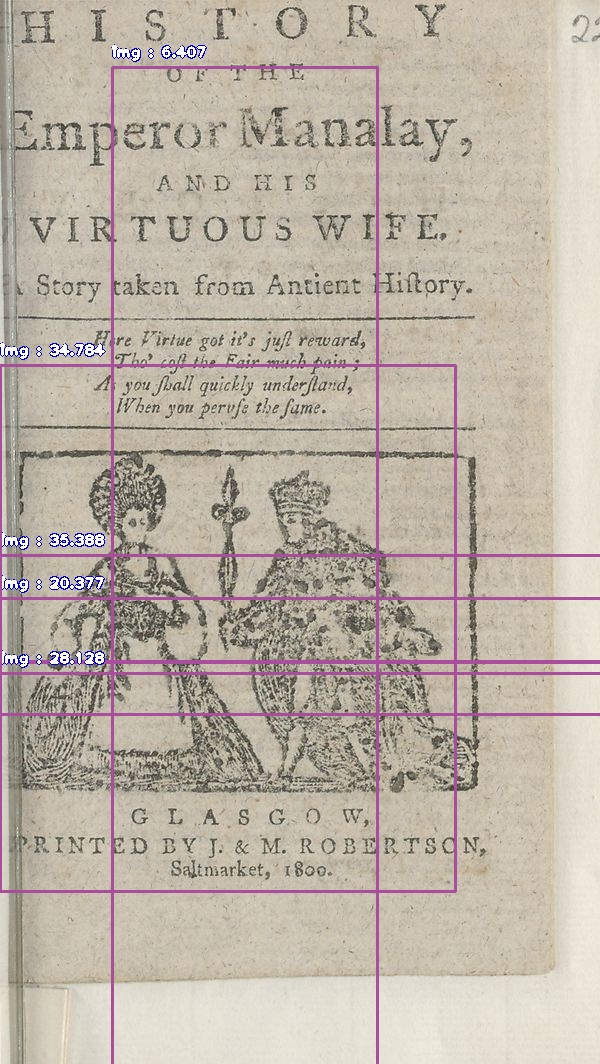 HISTORY
22
OF THE
Emperor Manalay,
AND HIS
VIRTUOUS WIFE.
A Story taken from Antient Hiſtory.
Here Virtue got it's juſt reward,
Tho' coſt the Fair much pain ;
As you ſhall quickly underſtand,
When you peruſe the ſame.
GLASGOW,
PRINTED BY J. & M. ROBERTSON,
Saltmarket, 1800.
img : 6.407
img : 34.784
img : 35.388
img : 20.377
img : 28.128